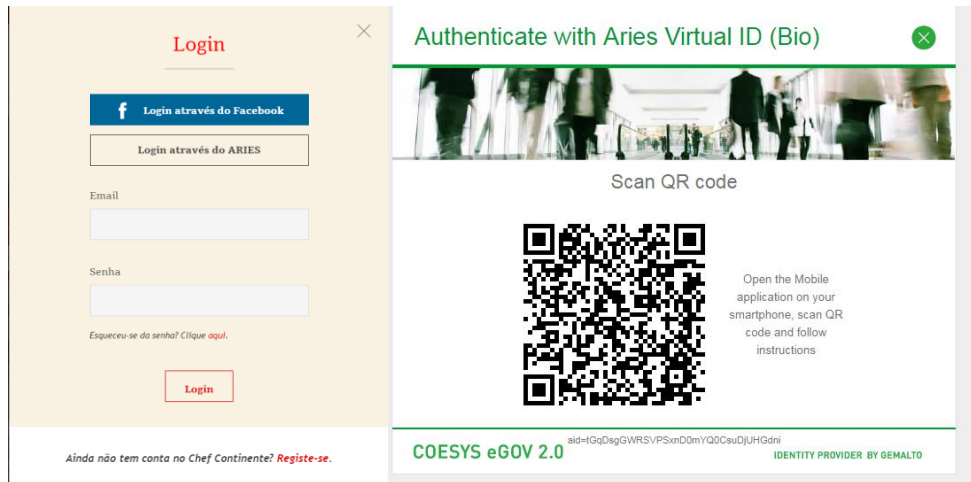 Login
f Login através do Facebook
Login através do ARIES
Email
Senha
Esqueceu-se da senha? Clique aqui.
Login
Ainda não tem conta no Chef Continente? Registe-se.
Authenticate with Aries Virtual ID (Bio)
Scan QR code
Open the Mobile
application on your
smartphone, scan QR
code and follow
instructions
aid=tGqDsgGWRSVPSxnD0mYQ0CsuDjUHGdni
COESYS eGOV 2.0
IDENTITY PROVIDER BY GEMALTO